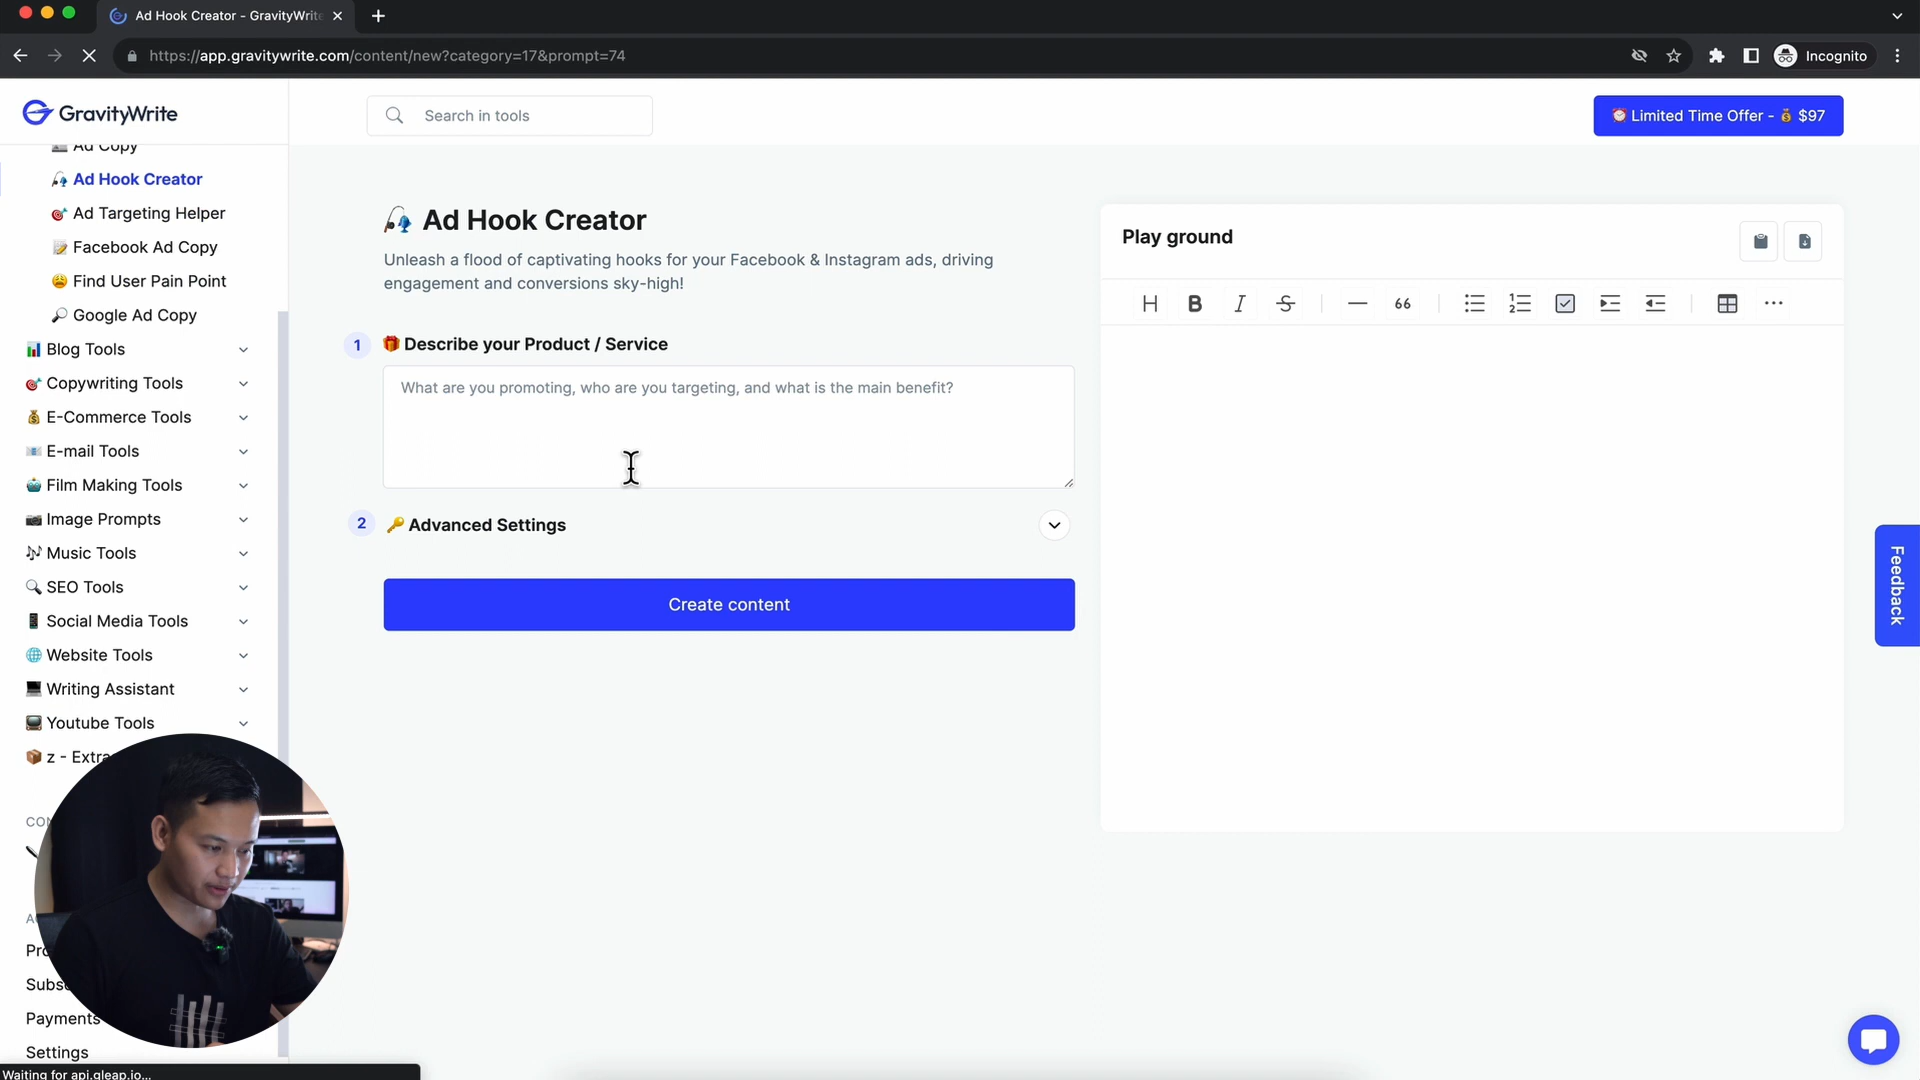 Ad Hook Creator - GravityWrite
https://app.gravitywrite.com/content/new?category=17&prompt=74
Incognito
GravityWrite
Search in tools
Limited Time Offer - $97
Ad Copy
Ad Hook Creator
Ad Targeting Helper
Facebook Ad Copy
Find User Pain Point
Google Ad Copy
Blog Tools
Copywriting Tools
E-Commerce Tools
E-mail Tools
Film Making Tools
Image Prompts
Music Tools
SEO Tools
Social Media Tools
Website Tools
Writing Assistant
Youtube Tools
z - Extra
Payments
Settings
Waiting for api.gleap.io...
Ad Hook Creator
Unleash a flood of captivating hooks for your Facebook & Instagram ads, driving
engagement and conversions sky-high!
1 Describe your Product / Service
What are you promoting, who are you targeting, and what is the main benefit?
2 Advanced Settings
Create content
Play ground
H B I S 66
Feedback